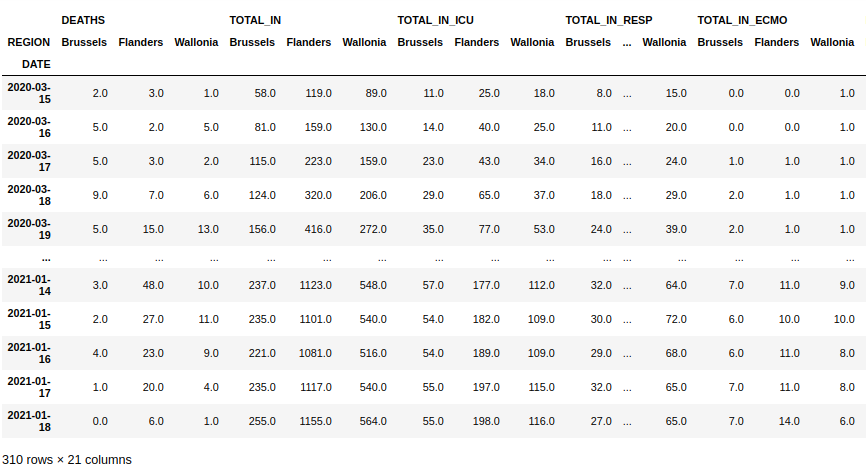 DEATHS TOTAL_IN TOTAL_IN_ICU TOTAL_IN_RESP TOTAL_IN_ECMO
REGION Brussels Flanders Wallonia Brussels Flanders Wallonia Brussels Flanders Wallonia Brussels ... Wallonia Brussels Flanders Wallonia
DATE
2020-03-
15 2.0 3.0 1.0 58.0 119.0 89.0 11.0 25.0 18.0 8.0 ... 15.0 0.0 0.0 1.0
2020-03-
16 5.0 2.0 5.0 81.0 159.0 130.0 14.0 40.0 25.0 11.0 ... 20.0 0.0 0.0 1.0
2020-03-
17 5.0 3.0 2.0 115.0 223.0 159.0 23.0 43.0 34.0 16.0 ... 24.0 1.0 1.0 1.0
2020-03-
18 9.0 7.0 6.0 124.0 320.0 206.0 29.0 65.0 37.0 18.0 ... 29.0 2.0 1.0 1.0
2020-03-
19 5.0 15.0 13.0 156.0 416.0 272.0 35.0 77.0 53.0 24.0 ... 39.0 2.0 1.0 1.0
... ... ... ... ... ... ... ... ... ... ... ... ... ... ... ...
2021-01-
14 3.0 48.0 10.0 237.0 1123.0 548.0 57.0 177.0 112.0 32.0 ... 64.0 7.0 11.0 9.0
2021-01-
15 2.0 27.0 11.0 235.0 1101.0 540.0 54.0 182.0 109.0 30.0 ... 72.0 6.0 10.0 10.0
2021-01-
16 4.0 23.0 9.0 221.0 1081.0 516.0 54.0 189.0 109.0 29.0 ... 68.0 6.0 11.0 8.0
2021-01-
17 1.0 20.0 4.0 235.0 1117.0 540.0 55.0 197.0 115.0 32.0 ... 65.0 7.0 11.0 8.0
2021-01-
18 0.0 6.0 1.0 255.0 1155.0 564.0 55.0 198.0 116.0 27.0 ... 65.0 7.0 14.0 6.0
310 rows × 21 columns